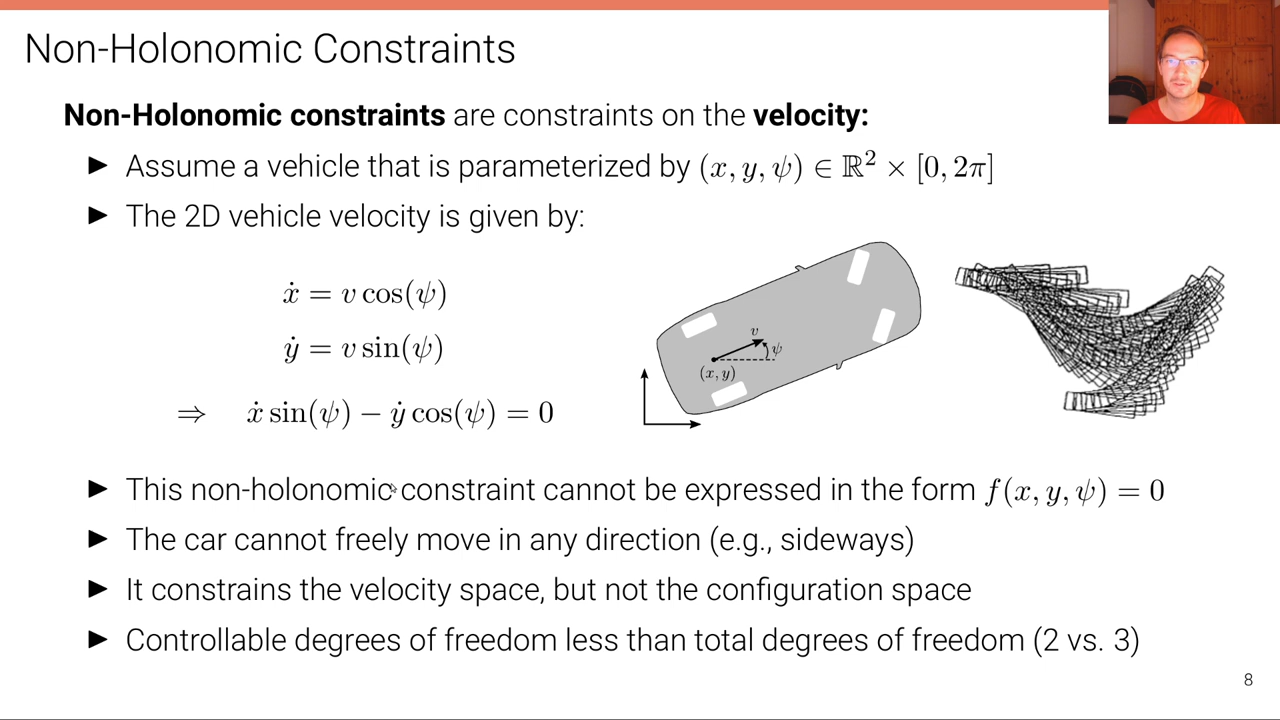 Non-Holonomic Constraints
Non-Holonomic constraints are constraints on the velocity:
► Assume a vehicle that is parameterized by (x, y, ψ) ∈ ℝ² × [0, 2π]
► The 2D vehicle velocity is given by:
ẋ = v cos(ψ)
ẏ = v sin(ψ)
⇒ ẋ sin(ψ) − ẏ cos(ψ) = 0
v
ψ
(x, y)
► This non-holonomic constraint cannot be expressed in the form f(x, y, ψ) = 0
► The car cannot freely move in any direction (e.g., sideways)
► It constrains the velocity space, but not the configuration space
► Controllable degrees of freedom less than total degrees of freedom (2 vs. 3)
8